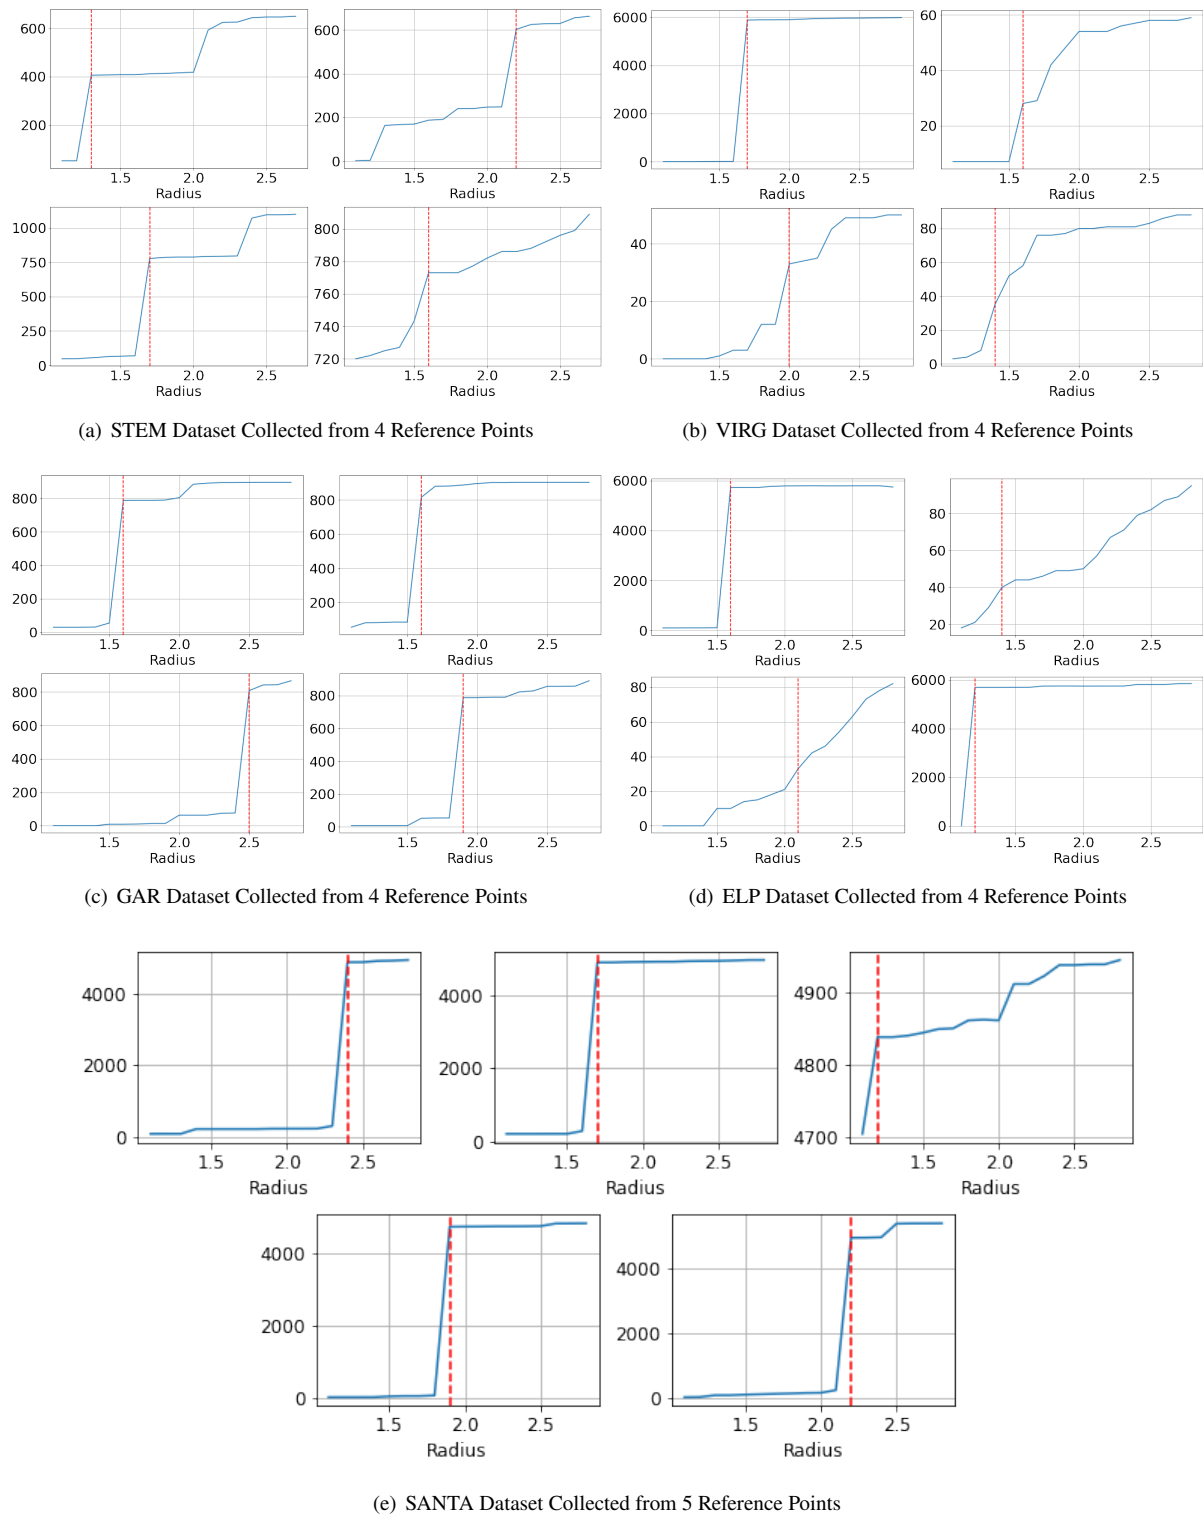 600
400
200
1.5 2.0 2.5
Radius
600
400
200
0
1.5 2.0 2.5
Radius
6000
4000
2000
0
1.5 2.0 2.5
Radius
60
40
20
1.5 2.0 2.5
Radius
1000
750
500
250
0
1.5 2.0 2.5
Radius
800
780
760
740
720
1.5 2.0 2.5
Radius
40
20
0
1.5 2.0 2.5
Radius
80
60
40
20
0
1.5 2.0 2.5
Radius
(a) STEM Dataset Collected from 4 Reference Points
(b) VIRG Dataset Collected from 4 Reference Points
800
600
400
200
0
1.5 2.0 2.5
Radius
800
600
400
200
1.5 2.0 2.5
Radius
6000
4000
2000
0
1.5 2.0 2.5
Radius
80
60
40
20
1.5 2.0 2.5
Radius
800
600
400
200
0
1.5 2.0 2.5
Radius
800
600
400
200
0
1.5 2.0 2.5
Radius
80
60
40
20
0
1.5 2.0 2.5
Radius
6000
4000
2000
0
1.5 2.0 2.5
Radius
(c) GAR Dataset Collected from 4 Reference Points
(d) ELP Dataset Collected from 4 Reference Points
4000
2000
0
1.5 2.0 2.5
Radius
4000
2000
0
1.5 2.0 2.5
Radius
4900
4800
4700
1.5 2.0 2.5
Radius
4000
2000
0
1.5 2.0 2.5
Radius
4000
2000
0
1.5 2.0 2.5
Radius
(e) SANTA Dataset Collected from 5 Reference Points